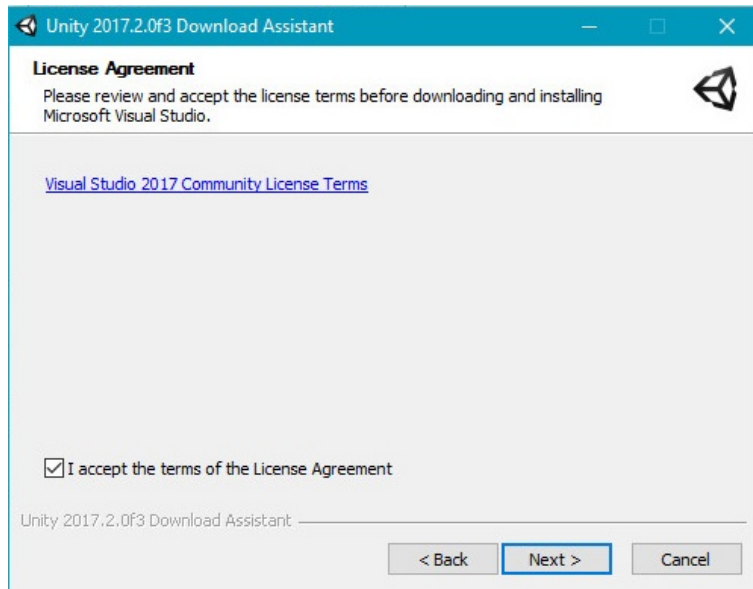 Unity 2017.2.0f3 Download Assistant
License Agreement
Please review and accept the license terms before downloading and installing
Microsoft Visual Studio.
Visual Studio 2017 Community License Terms
I accept the terms of the License Agreement
Unity 2017.2.0f3 Download Assistant
< Back Next > Cancel